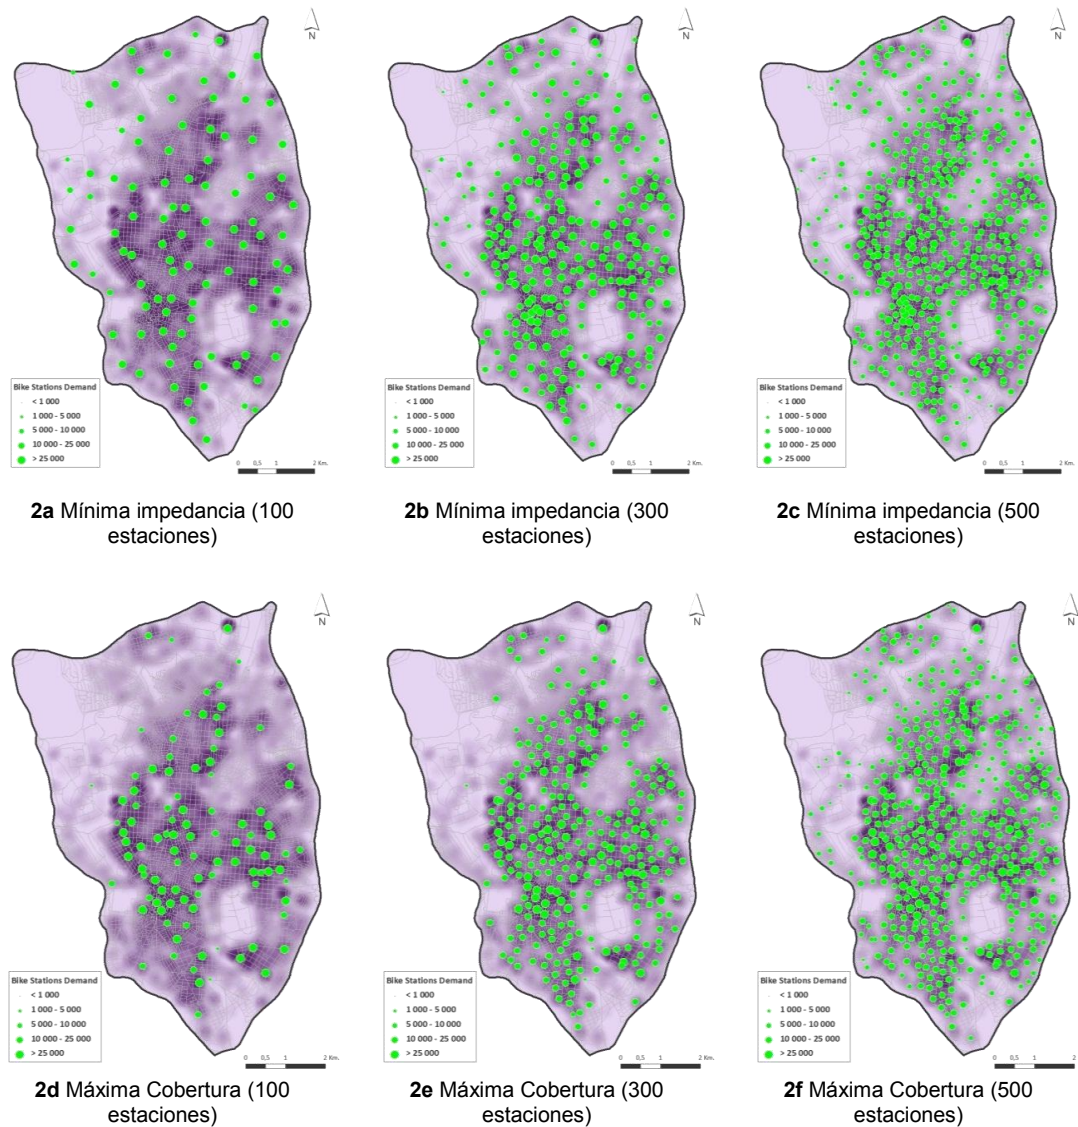 N
Bike Stations Demand
< 1 000
1 000 - 5 000
5 000 - 10 000
10 000 - 25 000
> 25 000
0 0,5 1 2 Km.
2a Mínima impedancia (100
estaciones)
N
Bike Stations Demand
< 1 000
1 000 - 5 000
5 000 - 10 000
10 000 - 25 000
> 25 000
0 0,5 1 2 Km.
2b Mínima impedancia (300
estaciones)
N
Bike Stations Demand
< 1 000
1 000 - 5 000
5 000 - 10 000
10 000 - 25 000
> 25 000
0 0,5 1 2 Km.
2c Mínima impedancia (500
estaciones)
N
Bike Stations Demand
< 1 000
1 000 - 5 000
5 000 - 10 000
10 000 - 25 000
> 25 000
0 0,5 1 2 Km.
2d Máxima Cobertura (100
estaciones)
N
Bike Stations Demand
< 1 000
1 000 - 5 000
5 000 - 10 000
10 000 - 25 000
> 25 000
0 0,5 1 2 Km.
2e Máxima Cobertura (300
estaciones)
N
Bike Stations Demand
< 1 000
1 000 - 5 000
5 000 - 10 000
10 000 - 25 000
> 25 000
0 0,5 1 2
2f Máxima Cobertura (500
estaciones)